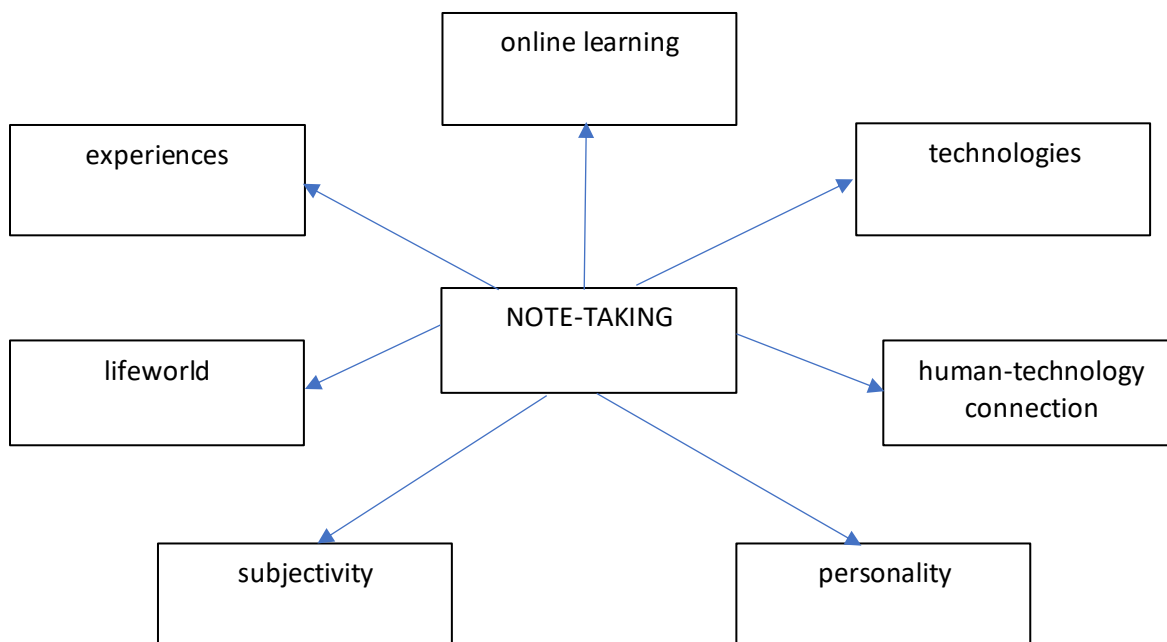 online learning
experiences
technologies
NOTE-TAKING
lifeworld
human-technology
connection
subjectivity
personality